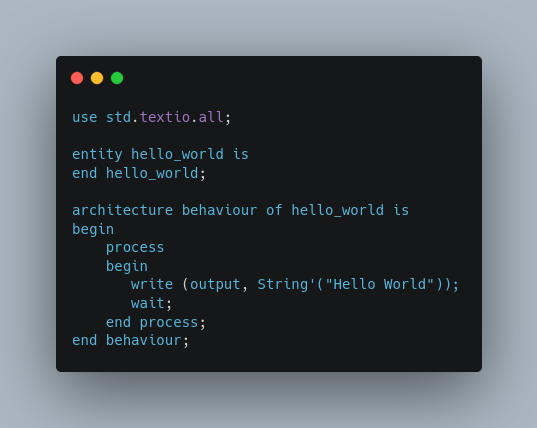 use std.textio.all;
entity hello_world is
end hello_world;
architecture behaviour of hello_world is
begin
process
begin
write (output, String'("Hello World"));
wait;
end process;
end behaviour;